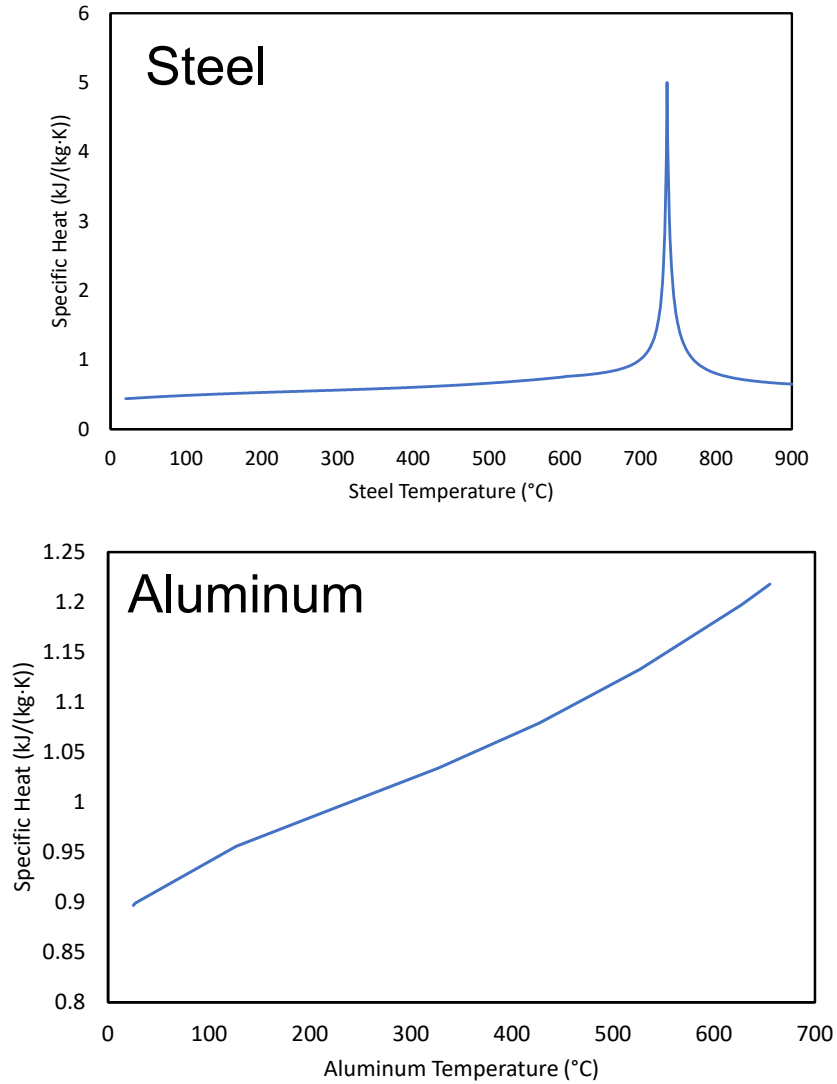 Steel
6
5
4
3
2
1
0
Specific Heat (kJ/(kg·K))
0 100 200 300 400 500 600 700 800 900
Steel Temperature (°C)
Aluminum
1.25
1.2
1.15
1.1
1.05
1
0.95
0.9
0.85
0.8
Specific Heat (kJ/(kg·K))
0 100 200 300 400 500 600 700
Aluminum Temperature (°C)